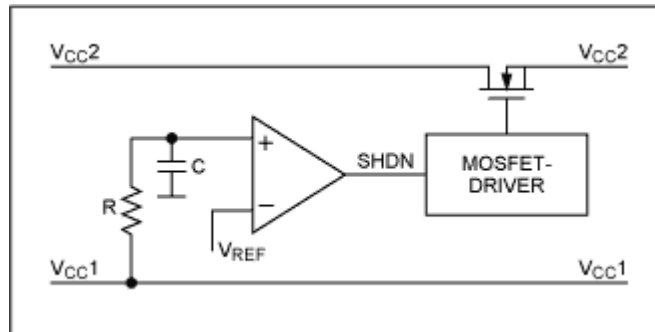 VCC2 VCC2
+
C
SHDN
MOSFET-
DRIVER
R
−
VREF
VCC1 VCC1